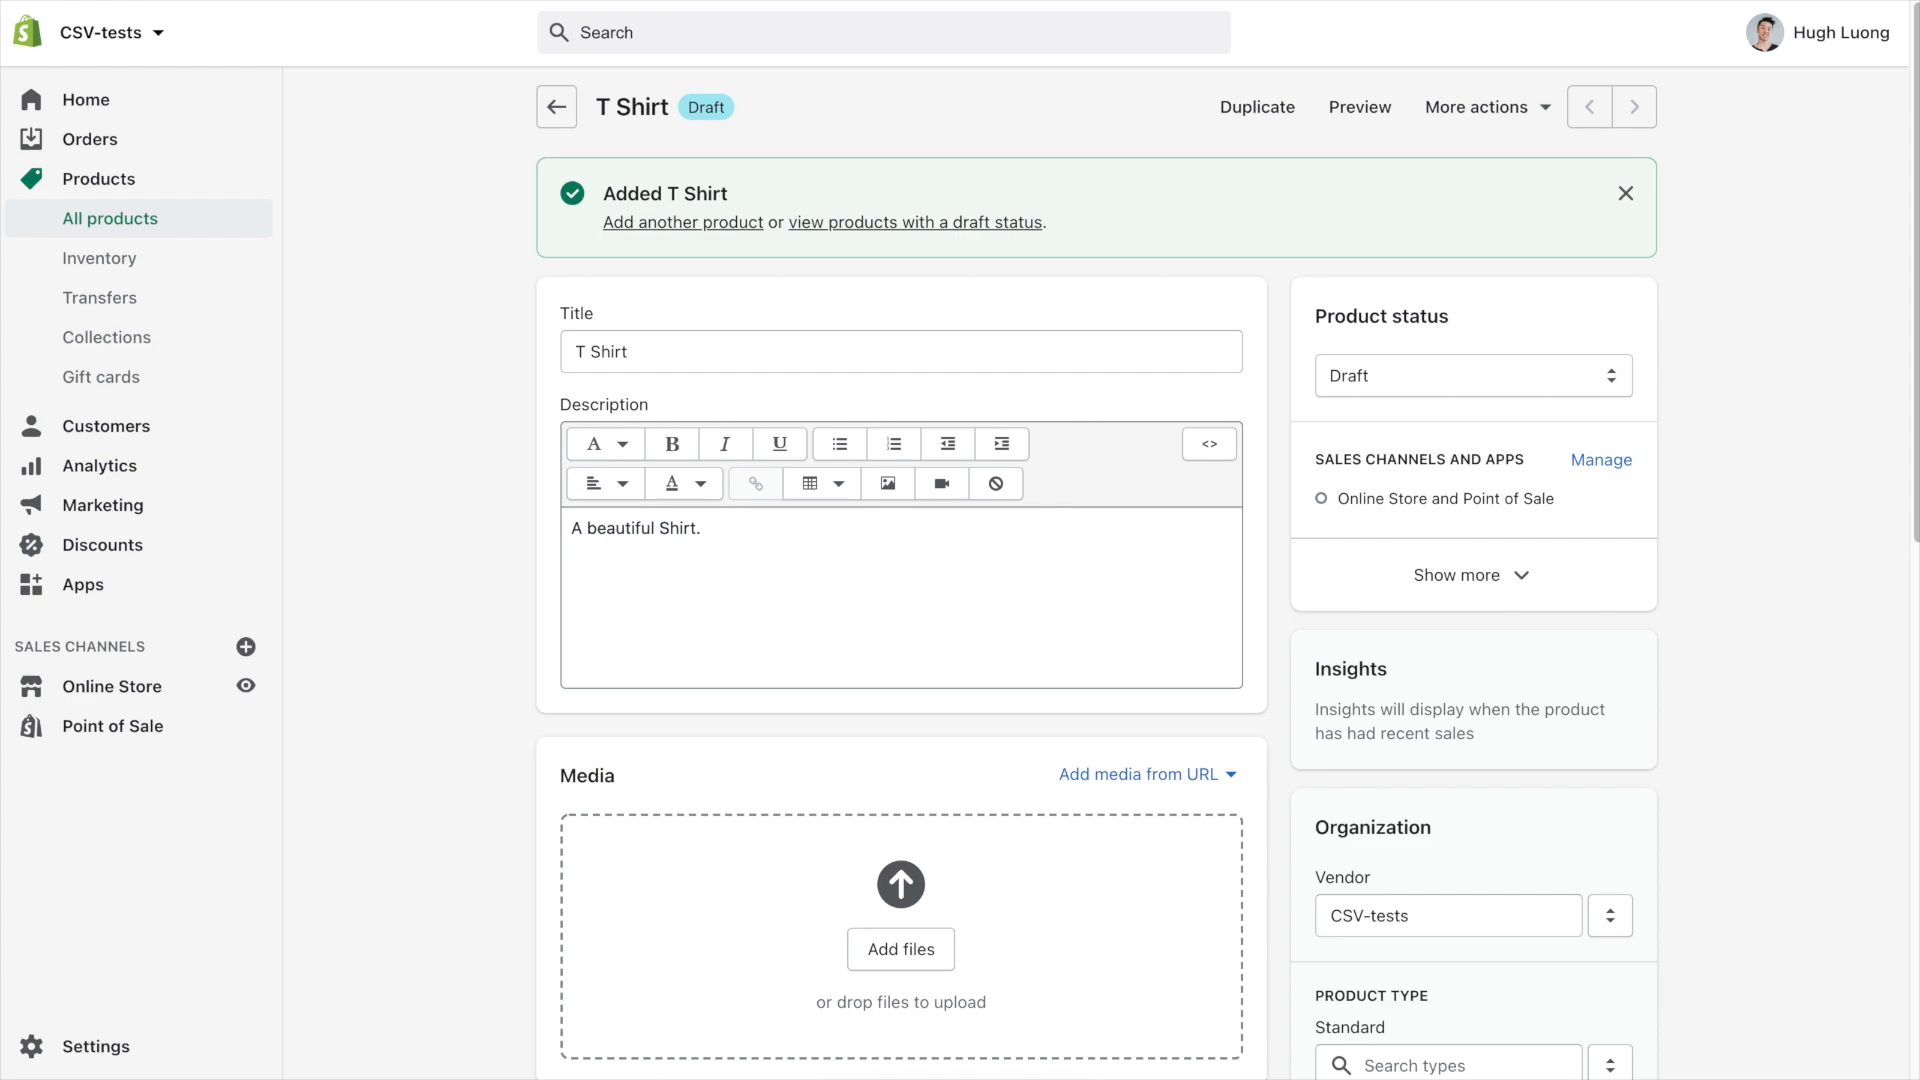 CSV-tests
Search
Hugh Luong
Home
Orders
Products
All products
Inventory
Transfers
Collections
Gift cards
Customers
Analytics
Marketing
Discounts
Apps
SALES CHANNELS
Online Store
Point of Sale
Settings
T Shirt Draft
Duplicate Preview More actions
Added T Shirt
Add another product or view products with a draft status.
Title
T Shirt
Description
A B I U <>
A
A beautiful Shirt.
Media
Add media from URL
Add files
or drop files to upload
Product status
Draft
SALES CHANNELS AND APPS Manage
Online Store and Point of Sale
Show more
Insights
Insights will display when the product
has had recent sales
Organization
Vendor
CSV-tests
PRODUCT TYPE
Standard
Search types